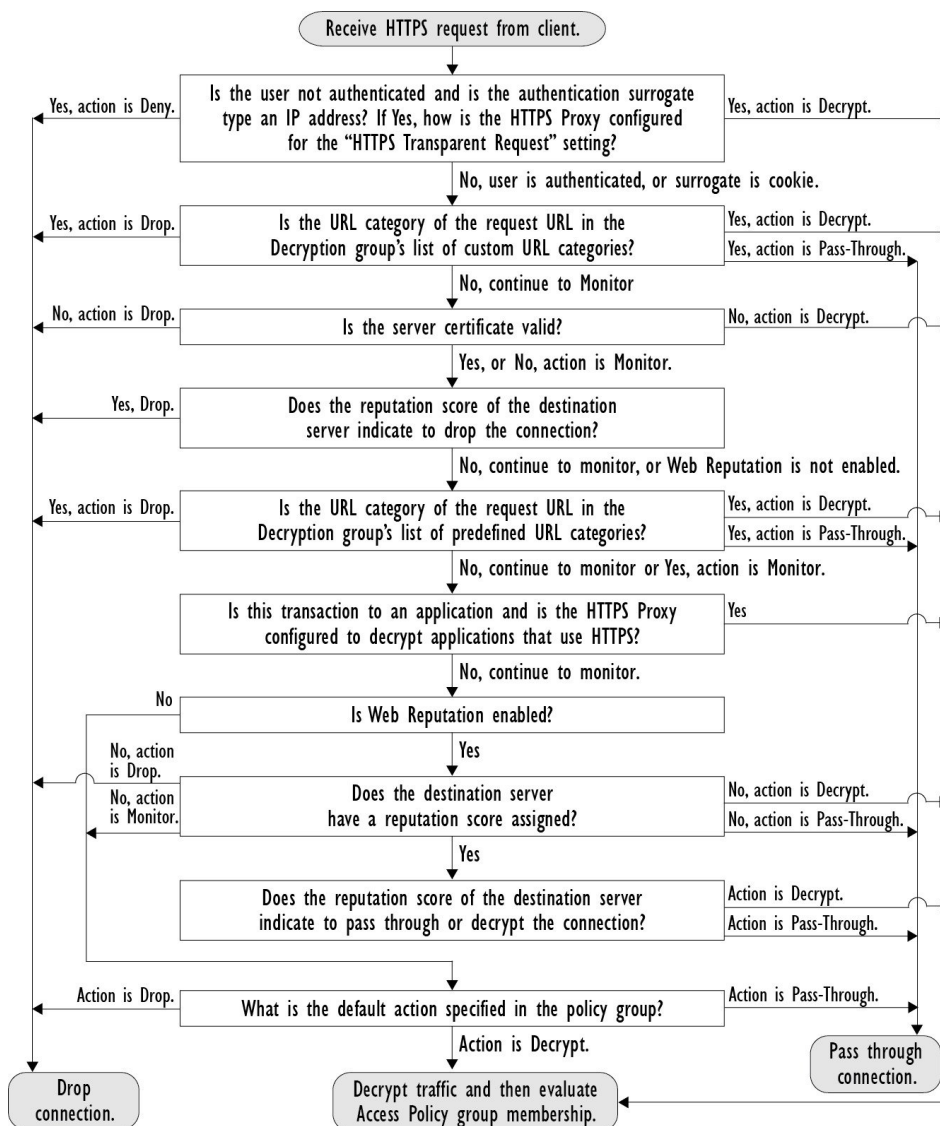 Receive HTTPS request from client.
Yes, action is Deny.
Is the user not authenticated and is the authentication surrogate
type an IP address? If Yes, how is the HTTPS Proxy configured
for the “HTTPS Transparent Request” setting?
Yes, action is Decrypt.
No, user is authenticated, or surrogate is cookie.
Yes, action is Drop.
Is the URL category of the request URL in the
Decryption group’s list of custom URL categories?
Yes, action is Decrypt.
Yes, action is Pass-Through.
No, continue to Monitor
No, action is Drop.
Is the server certificate valid?
No, action is Decrypt.
Yes, or No, action is Monitor.
Yes, Drop.
Does the reputation score of the destination
server indicate to drop the connection?
No, continue to monitor, or Web Reputation is not enabled.
Yes, action is Drop.
Is the URL category of the request URL in the
Decryption group’s list of predefined URL categories?
Yes, action is Decrypt.
Yes, action is Pass-Through.
No, continue to monitor or Yes, action is Monitor.
Is this transaction to an application and is the HTTPS Proxy
configured to decrypt applications that use HTTPS?
Yes
No, continue to monitor.
No
Is Web Reputation enabled?
Yes
No, action
is Drop.
No, action
is Monitor.
Does the destination server
have a reputation score assigned?
No, action is Decrypt.
No, action is Pass-Through.
Yes
Does the reputation score of the destination server
indicate to pass through or decrypt the connection?
Action is Decrypt.
Action is Pass-Through.
Action is Drop.
What is the default action specified in the policy group?
Action is Pass-Through.
Action is Decrypt.
Drop
connection.
Decrypt traffic and then evaluate
Access Policy group membership.
Pass through
connection.